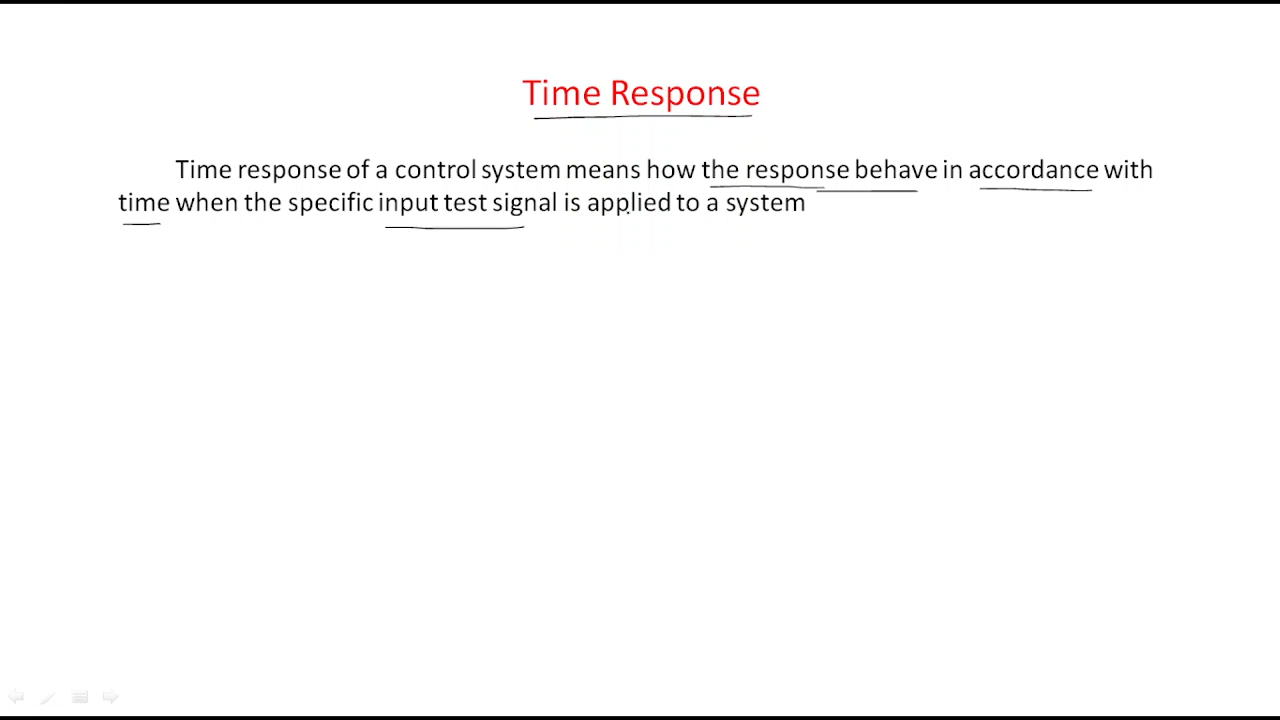 Time Response
Time response of a control system means how the response behave in accordance with
time when the specific input test signal is applied to a system